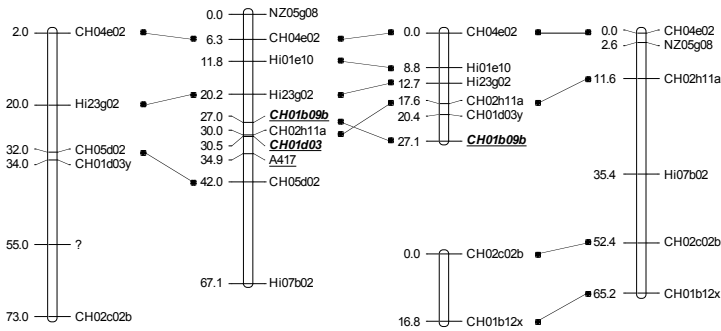 2.0 CH04e02
20.0 Hi23g02
32.0 CH05d02
34.0 CH01d03y
55.0 ?
73.0 CH02c02b
0.0 NZ05g08
6.3 CH04e02
11.8 Hi01e10
20.2 Hi23g02
27.0 CH01b09b
30.0 CH02h11a
30.5 CH01d03
34.9 A417
42.0 CH05d02
67.1 Hi07b02
0.0 CH04e02
8.8 Hi01e10
12.7 Hi23g02
17.6 CH02h11a
20.4 CH01d03y
27.1 CH01b09b
0.0 CH02c02b
16.8 CH01b12x
0.0 CH04e02
2.6 NZ05g08
11.6 CH02h11a
35.4 Hi07b02
52.4 CH02c02b
65.2 CH01b12x